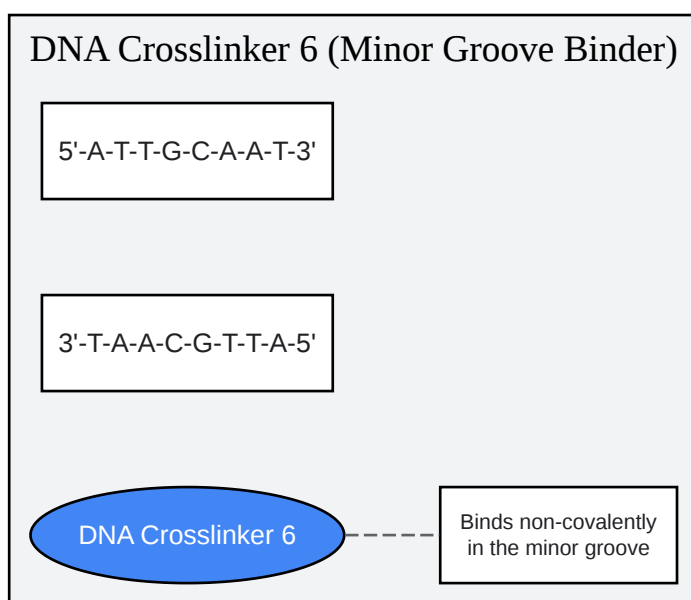 DNA Crosslinker 6 (Minor Groove Binder)
5'-A-T-T-G-C-A-A-T-3'
3'-T-A-A-C-G-T-T-A-5'
DNA Crosslinker 6
Binds non-covalently
in the minor groove